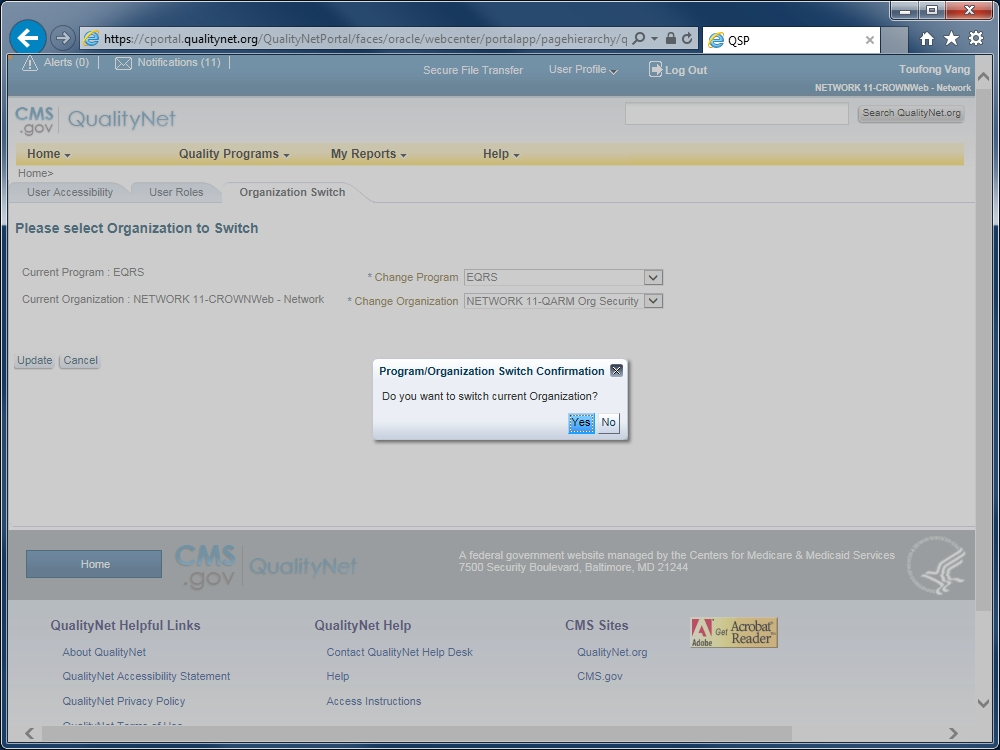 https://cportal.qualitynet.org/QualityNetPortal/faces/oracle/webcenter/portalapp/pagehierarchy/q
QSP
Alerts (0)
Notifications (11)
Secure File Transfer
User Profile
Log Out
Toufong Vang
NETWORK 11-CROWNWeb - Network
CMS
.gov
QualityNet
Search QualityNet.org
Home
Quality Programs
My Reports
Help
Home>
User Accessibility
User Roles
Organization Switch
Please select Organization to Switch
Current Program : EQRS
* Change Program
EQRS
Current Organization : NETWORK 11-CROWNWeb - Network
* Change Organization
NETWORK 11-QARM Org Security
Update
Cancel
Program/Organization Switch Confirmation
Do you want to switch current Organization?
Yes
No
Home
CMS
.gov
QualityNet
A federal government website managed by the Centers for Medicare & Medicaid Services
7500 Security Boulevard, Baltimore, MD 21244
QualityNet Helpful Links
About QualityNet
QualityNet Accessibility Statement
QualityNet Privacy Policy
QualityNet Terms of Use
QualityNet Help
Contact QualityNet Help Desk
Help
Access Instructions
CMS Sites
QualityNet.org
CMS.gov
Adobe
Get Acrobat
Reader